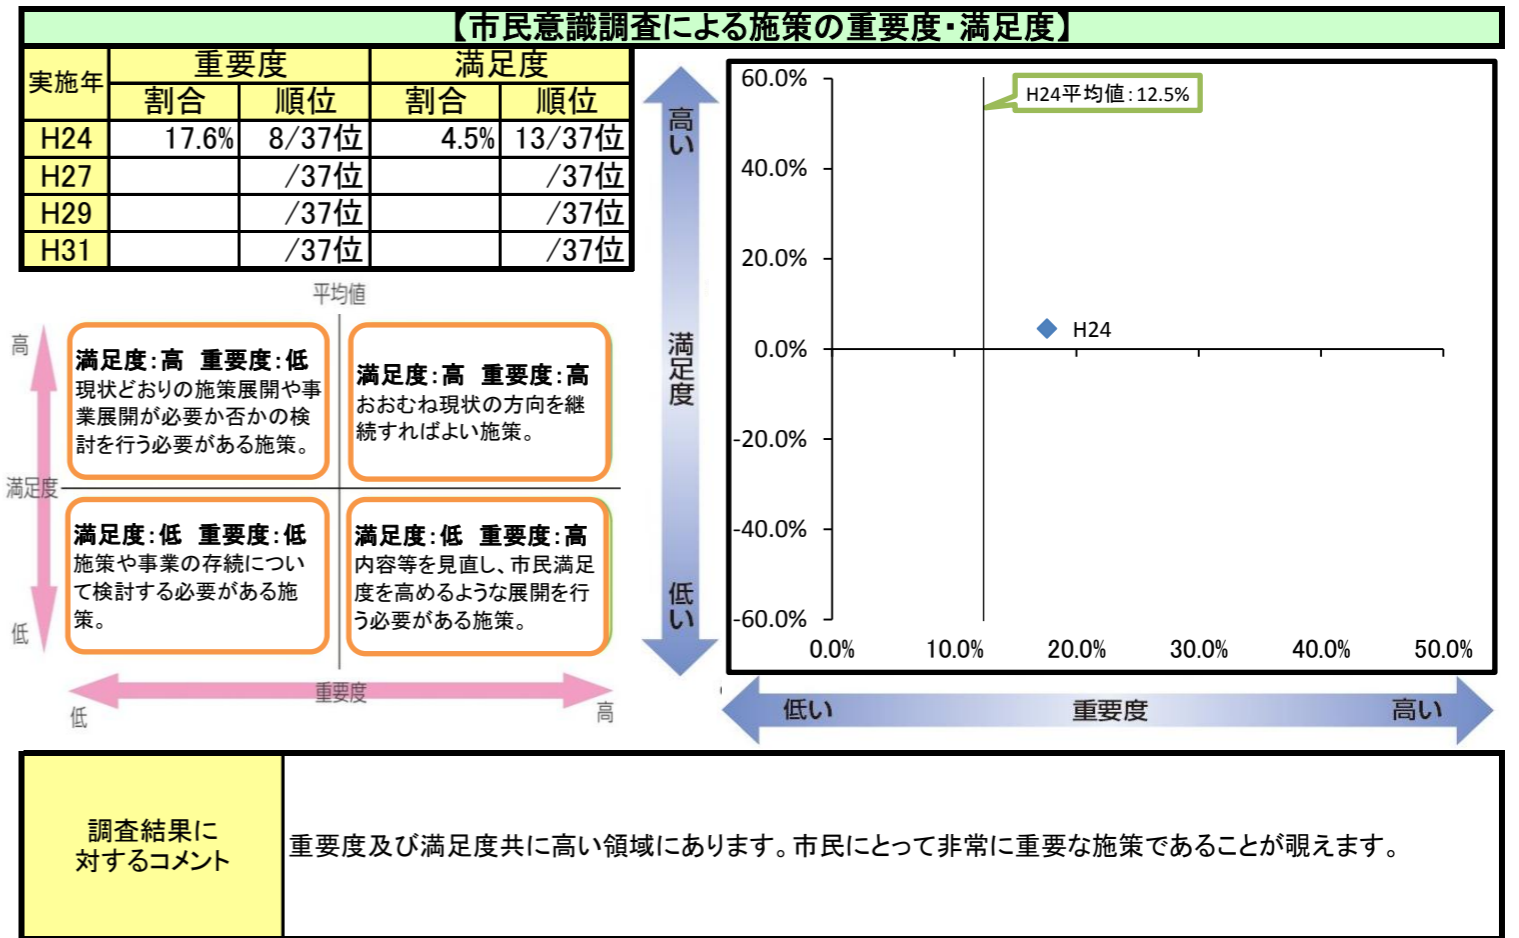 【市民意識調査による施策の重要度・満足度】
実施年 重要度 満足度
割合 順位 割合 順位
H24 17.6% 8/37位 4.5% 13/37位
H27 /37位 /37位
H29 /37位 /37位
H31 /37位 /37位
平均値
高
満足度:高 重要度:低
現状どおりの施策展開や事
業展開が必要か否かの検
討を行う必要がある施策。
満足度:高 重要度:高
おおむね現状の方向を継
続すればよい施策。
満足度
満足度:低 重要度:低
施策や事業の存続につい
て検討する必要がある施
策。
満足度:低 重要度:高
内容等を見直し、市民満足
度を高めるような展開を行
う必要がある施策。
低
重要度
低
高
高い
満足度
低い
60.0%
40.0%
20.0%
0.0%
-20.0%
-40.0%
-60.0%
H24平均値:12.5%
H24
0.0% 10.0% 20.0% 30.0% 40.0% 50.0%
低い 重要度 高い
調査結果に
対するコメント
重要度及び満足度共に高い領域にあります。市民にとって非常に重要な施策であることが覗えます。